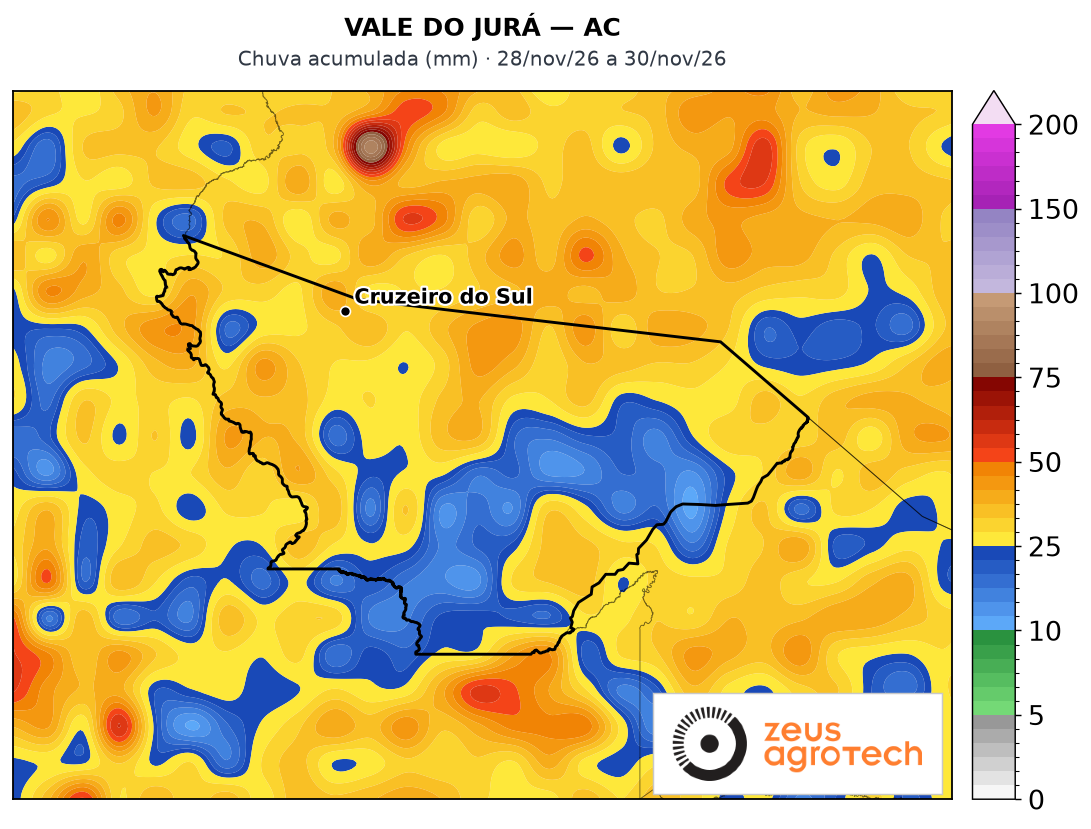 VALE DO JURÁ — AC
Chuva acumulada (mm) · 28/nov/26 a 30/nov/26
Cruzeiro do Sul
200
150
100
75
50
25
10
5
0
zeus
agrotech